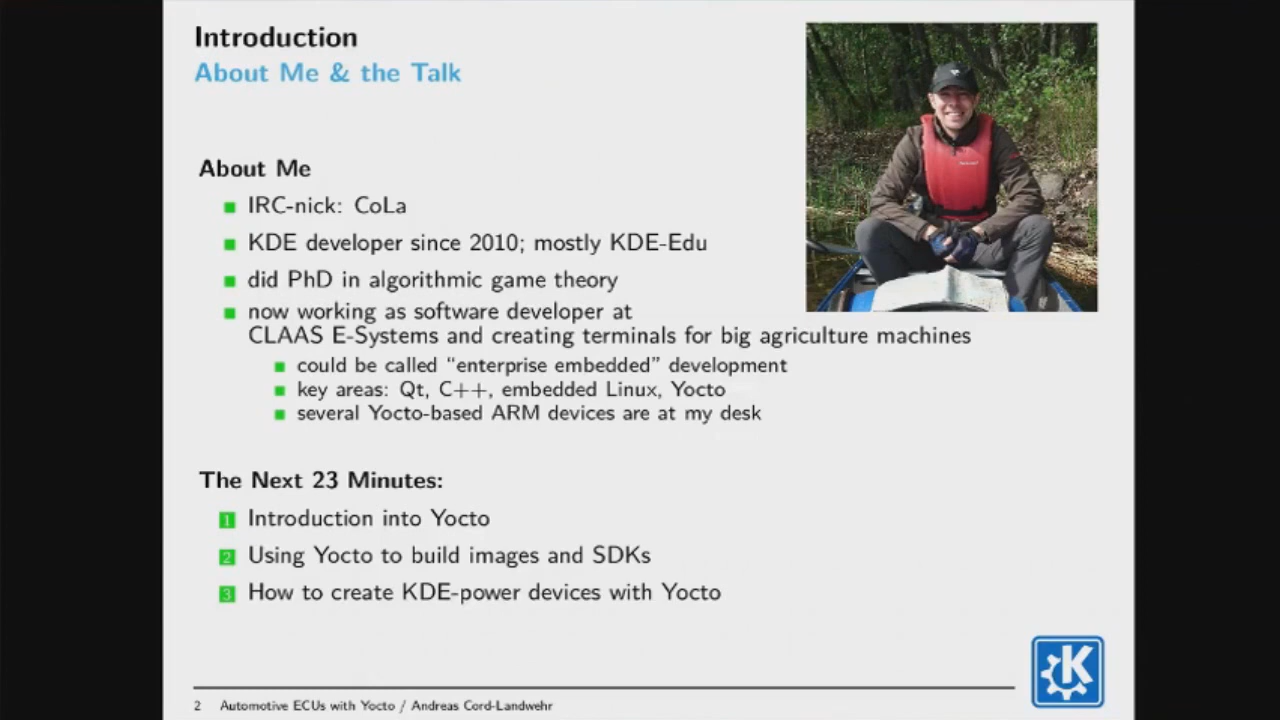 Introduction
About Me & the Talk
About Me
IRC-nick: CoLa
KDE developer since 2010; mostly KDE-Edu
did PhD in algorithmic game theory
now working as software developer at
CLAAS E-Systems and creating terminals for big agriculture machines
could be called “enterprise embedded” development
key areas: Qt, C++, embedded Linux, Yocto
several Yocto-based ARM devices are at my desk
The Next 23 Minutes:
1 Introduction into Yocto
2 Using Yocto to build images and SDKs
3 How to create KDE-power devices with Yocto
K
2 Automotive ECUs with Yocto / Andreas Cord-Landwehr